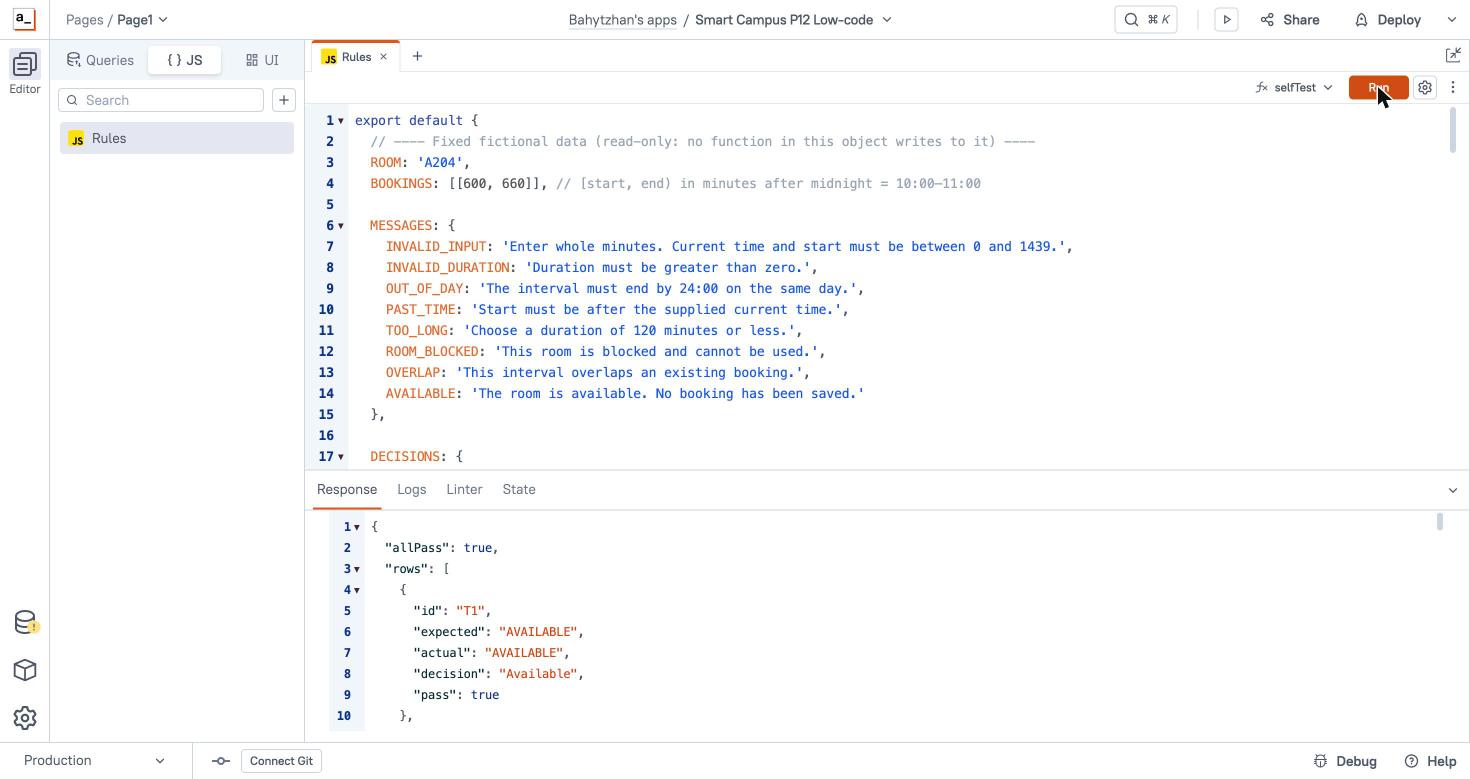 a_
Pages / Page1
Bahytzhan's apps / Smart Campus P12 Low-code
⌘ K
Share
Deploy
Editor
Queries
{ } JS
UI
Search
JS Rules
JS Rules × +
ƒx selfTest
Run
1 export default {
2 // ---- Fixed fictional data (read-only: no function in this object writes to it) ----
3 ROOM: 'A204',
4 BOOKINGS: [[600, 660]], // [start, end) in minutes after midnight = 10:00–11:00
5
6 MESSAGES: {
7 INVALID_INPUT: 'Enter whole minutes. Current time and start must be between 0 and 1439.',
8 INVALID_DURATION: 'Duration must be greater than zero.',
9 OUT_OF_DAY: 'The interval must end by 24:00 on the same day.',
10 PAST_TIME: 'Start must be after the supplied current time.',
11 TOO_LONG: 'Choose a duration of 120 minutes or less.',
12 ROOM_BLOCKED: 'This room is blocked and cannot be used.',
13 OVERLAP: 'This interval overlaps an existing booking.',
14 AVAILABLE: 'The room is available. No booking has been saved.'
15 },
16
17 DECISIONS: {
Response Logs Linter State
1 {
2 "allPass": true,
3 "rows": [
4 {
5 "id": "T1",
6 "expected": "AVAILABLE",
7 "actual": "AVAILABLE",
8 "decision": "Available",
9 "pass": true
10 },
Production
Connect Git
Debug
Help